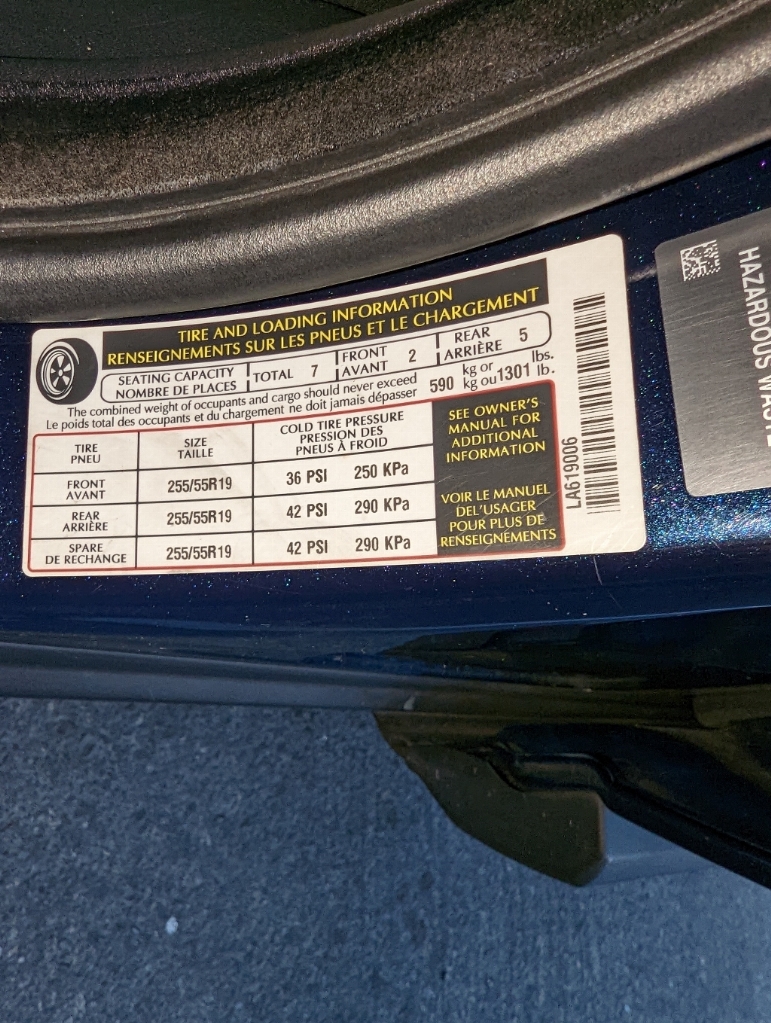 TIRE AND LOADING INFORMATION
RENSEIGNEMENTS SUR LES PNEUS ET LE CHARGEMENT
SEATING CAPACITY
NOMBRE DE PLACES
TOTAL 7
FRONT
AVANT
2
REAR
ARRIÈRE
5
The combined weight of occupants and cargo should never exceed
Le poids total des occupants et du chargement ne doit jamais dépasser
590
kg or
kg ou
1301
lbs.
lb.
TIRE
PNEU
SIZE
TAILLE
COLD TIRE PRESSURE
PRESSION DES
PNEUS À FROID
FRONT
AVANT
255/55R19
36 PSI 250 KPa
REAR
ARRIÈRE
255/55R19
42 PSI 290 KPa
SPARE
DE RECHANGE
255/55R19
42 PSI 290 KPa
SEE OWNER'S
MANUAL FOR
ADDITIONAL
INFORMATION
VOIR LE MANUEL
DEL'USAGER
POUR PLUS DE
RENSEIGNÉMENTS
LA619006
HAZARDOUS